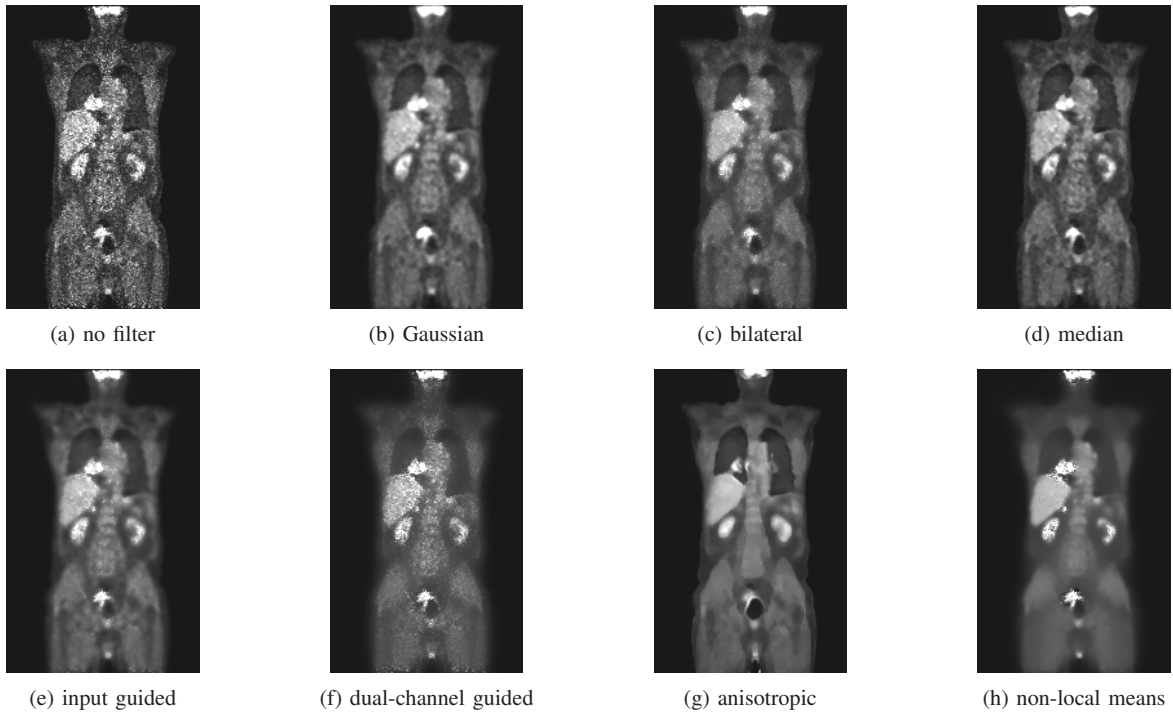 (a) no filter
(b) Gaussian
(c) bilateral
(d) median
(e) input guided
(f) dual-channel guided
(g) anisotropic
(h) non-local means